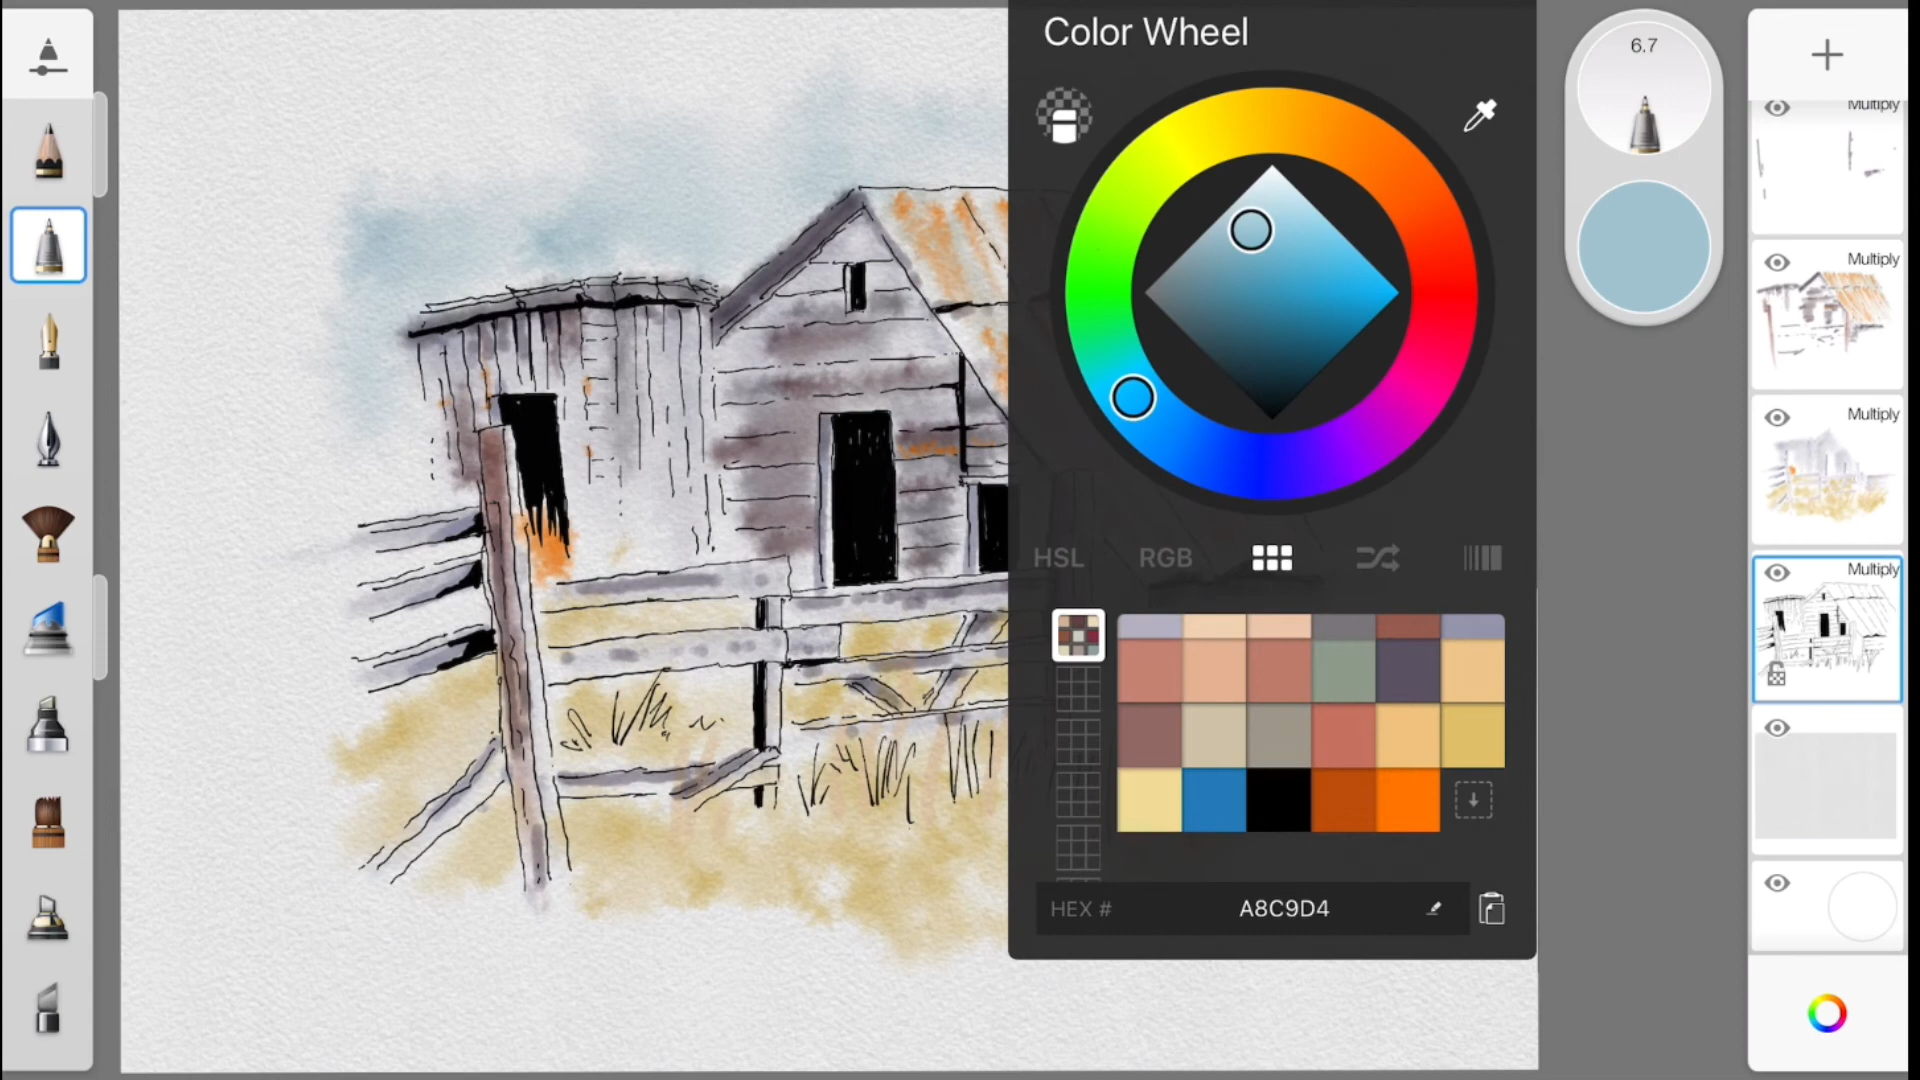 Color Wheel
6.7
Multiply
Multiply
Multiply
Multiply
HSL RGB
HEX # A8C9D4